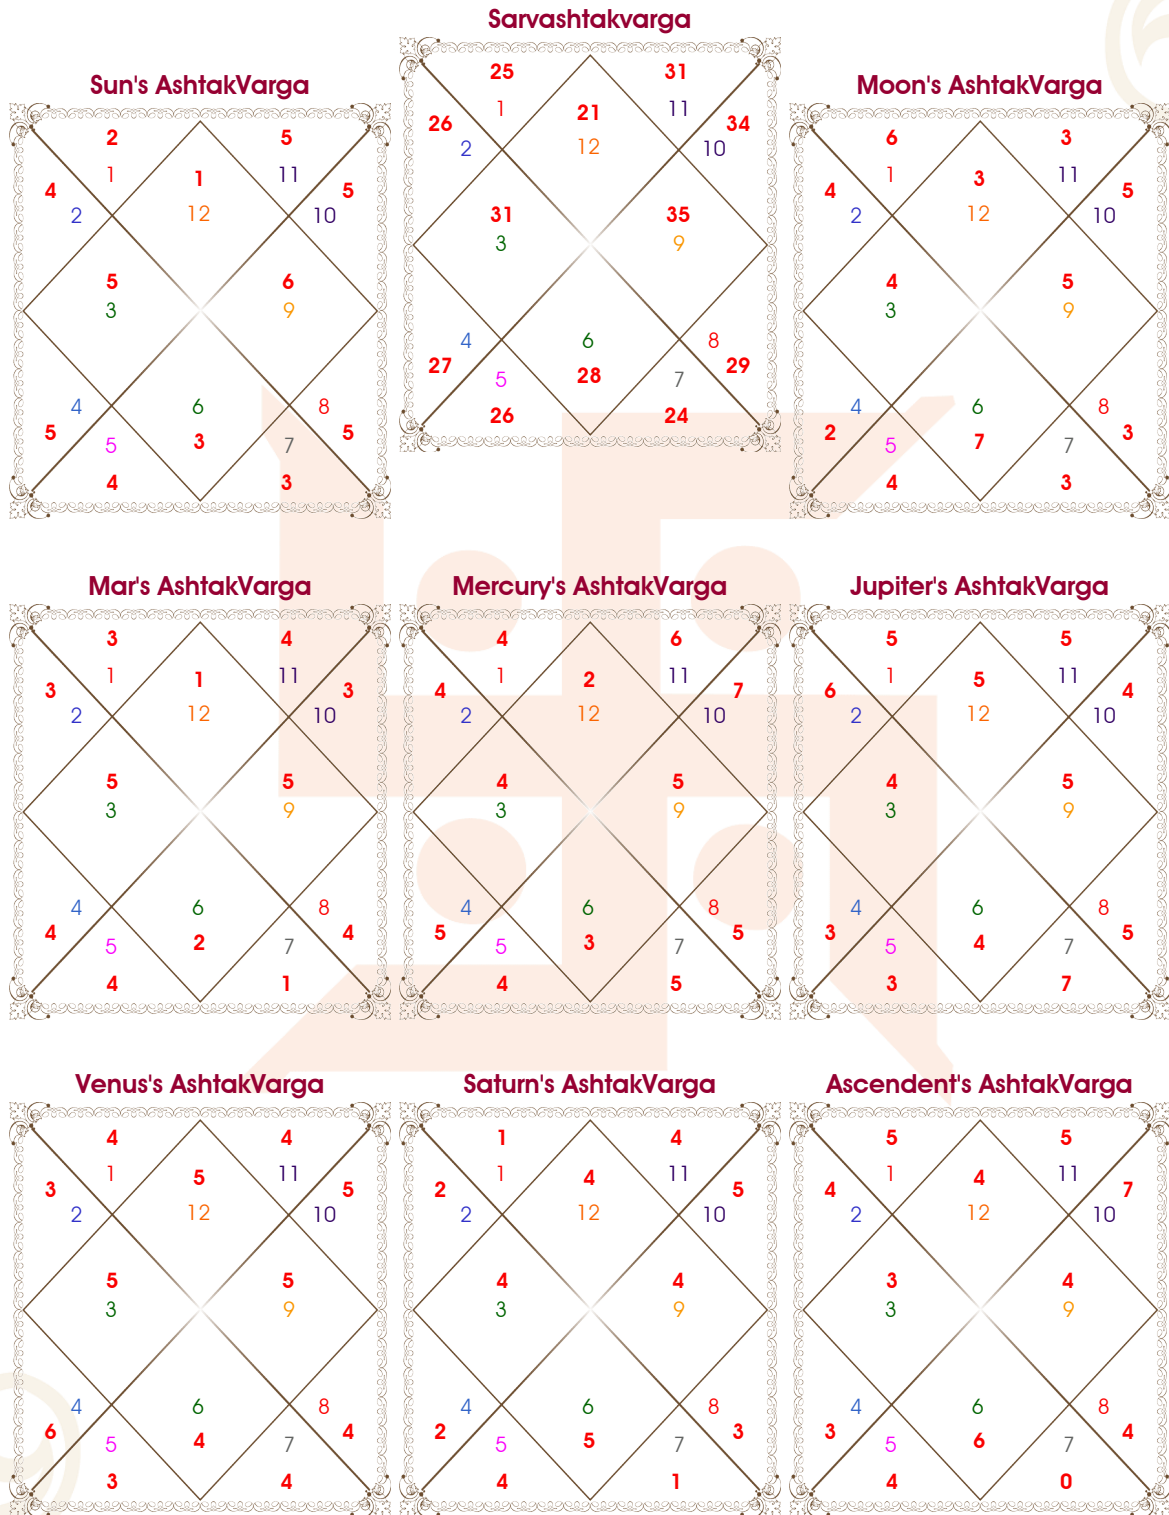 Sarvashtakvarga
25 31
26 1 21 11 34
2 12 10
31 35
3 9
4 6 8
27 5 28 7 29
26 24
Sun's AshtakVarga
2 5
4 1 1 11 5
2 12 10
5 6
3 9
4 6 8
5 5 3 7 5
4 3
Moon's AshtakVarga
6 3
4 1 3 11 5
2 12 10
4 5
3 9
4 6 8
2 5 7 7 3
4 3
Mar's AshtakVarga
3 4
3 1 1 11 3
2 12 10
5 5
3 9
4 6 8
4 5 2 7 4
4 1
Mercury's AshtakVarga
4 6
4 1 2 11 7
2 12 10
4 5
3 9
4 6 8
5 5 3 7 5
4 5
Jupiter's AshtakVarga
5 5
6 1 5 11 4
2 12 10
4 5
3 9
4 6 8
3 5 4 7 5
3 7
Venus's AshtakVarga
4 4
3 1 5 11 5
2 12 10
5 5
3 9
4 6 8
6 5 4 7 4
3 4
Saturn's AshtakVarga
1 4
2 1 4 11 5
2 12 10
4 4
3 9
4 6 8
2 5 5 7 3
4 1
Ascendent's AshtakVarga
5 5
4 1 4 11 7
2 12 10
3 4
3 9
4 6 8
3 5 6 7 4
4 0